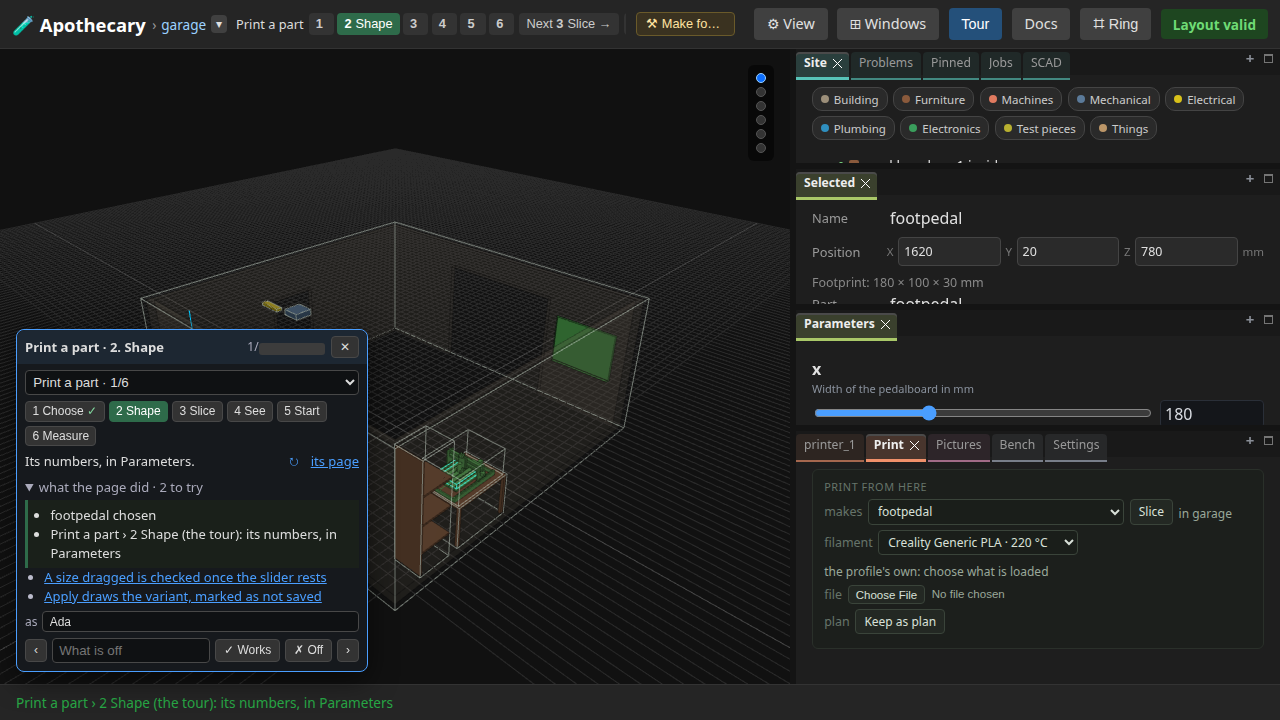 Apothecary › garage ▾ Print a part 1 2 Shape 3 4 5 6 Next 3 Slice → ⚒ Make fo… ⚙ View ⊞ Windows Tour Docs ⌗ Ring Layout valid
Site Problems Pinned Jobs SCAD
Building Furniture Machines Mechanical Electrical
Plumbing Electronics Test pieces Things
Selected
Name footpedal
Position X 1620 Y 20 Z 780 mm
Footprint: 180 × 100 × 30 mm
Part footpedal
Parameters
x
Width of the pedalboard in mm
180
printer_1 Print Pictures Bench Settings
PRINT FROM HERE
makes footpedal Slice in garage
filament Creality Generic PLA · 220 °C
the profile's own: choose what is loaded
file Choose File No file chosen
plan Keep as plan
Print a part · 2. Shape 1/ ✕
Print a part · 1/6
1 Choose ✓ 2 Shape 3 Slice 4 See 5 Start
6 Measure
Its numbers, in Parameters. ↻ its page
▼ what the page did · 2 to try
• footpedal chosen
• Print a part › 2 Shape (the tour): its numbers, in
Parameters
• A size dragged is checked once the slider rests
• Apply draws the variant, marked as not saved
as Ada
‹ What is off ✓ Works ✗ Off ›
Print a part › 2 Shape (the tour): its numbers, in Parameters